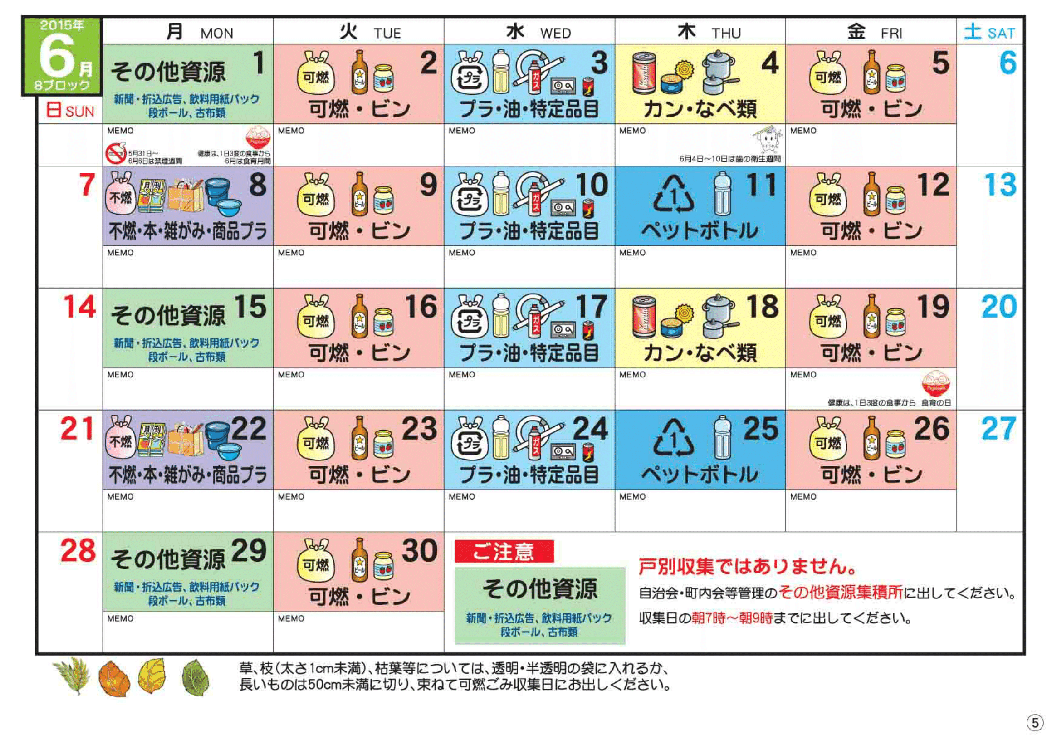 2015年
6月
8ブロック
月 MON
火 TUE
水 WED
木 THU
金 FRI
土 SAT
日 SUN
その他資源 1
新聞・折込広告、飲料用紙パック
段ボール、古布類
可燃
2
可燃・ビン
プラ
ガス
3
プラ・油・特定品目
4
カン・なべ類
可燃
5
可燃・ビン
6
MEMO
5月31日~
6月6日は禁煙週間
健康は、1日3度の食事から
6月は食育月間
MEMO
MEMO
MEMO
6月4日~10日は歯の衛生週間
MEMO
7
不燃
月刊
8
不燃・本・雑がみ・商品プラ
可燃
9
可燃・ビン
プラ
ガス
10
プラ・油・特定品目
1
11
ペットボトル
可燃
12
可燃・ビン
13
MEMO
MEMO
MEMO
MEMO
MEMO
14
その他資源 15
新聞・折込広告、飲料用紙パック
段ボール、古布類
可燃
16
可燃・ビン
プラ
ガス
17
プラ・油・特定品目
18
カン・なべ類
可燃
19
可燃・ビン
20
MEMO
MEMO
MEMO
MEMO
MEMO
健康は、1日3度の食事から 食育の日
21
不燃
月刊
22
不燃・本・雑がみ・商品プラ
可燃
23
可燃・ビン
プラ
ガス
24
プラ・油・特定品目
1
25
ペットボトル
可燃
26
可燃・ビン
27
MEMO
MEMO
MEMO
MEMO
MEMO
28
その他資源 29
新聞・折込広告、飲料用紙パック
段ボール、古布類
可燃
30
可燃・ビン
MEMO
MEMO
ご注意
その他資源
新聞・折込広告、飲料用紙パック
段ボール、古布類
戸別収集ではありません。
自治会・町内会等管理のその他資源集積所に出してください。
収集日の朝7時~朝9時までに出してください。
草、枝(太さ1cm未満)、枯葉等については、透明・半透明の袋に入れるか、
長いものは50cm未満に切り、束ねて可燃ごみ収集日にお出しください。
⑤